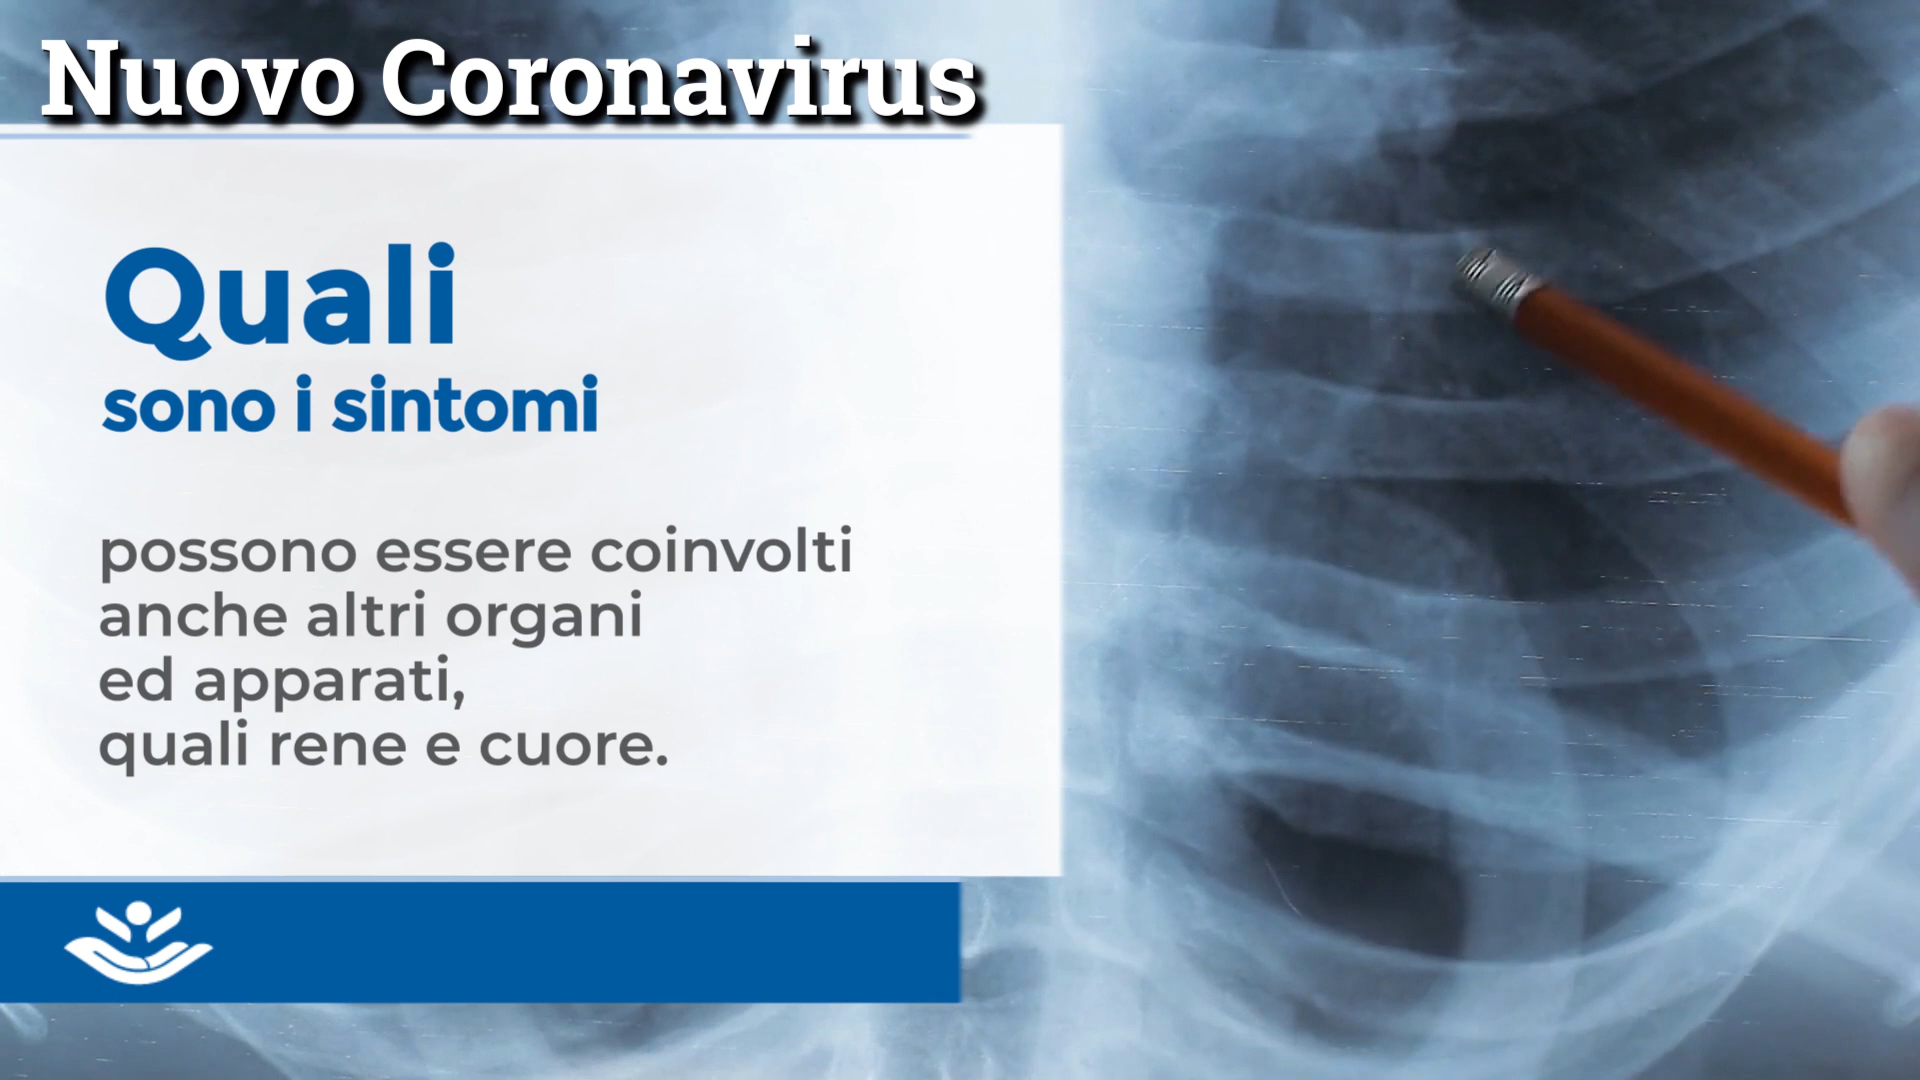 Nuovo Coronavirus
Quali
sono i sintomi
possono essere coinvolti
anche altri organi
ed apparati,
quali rene e cuore.